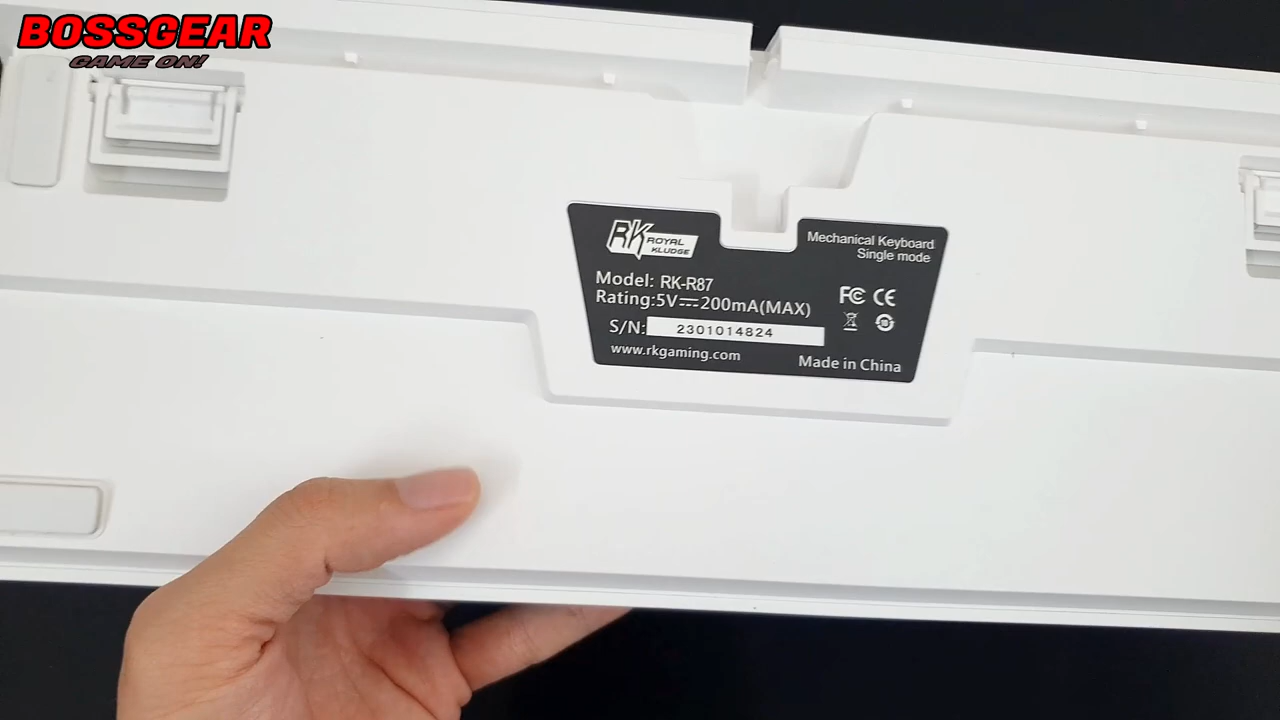 BOSSGEAR
GAME ON!
RK ROYAL KLUDGE
Mechanical Keyboard
Single mode
Model: RK-R87
Rating:5V⎓200mA(MAX)
FC CE
S/N: 2301014824
www.rkgaming.com
Made in China